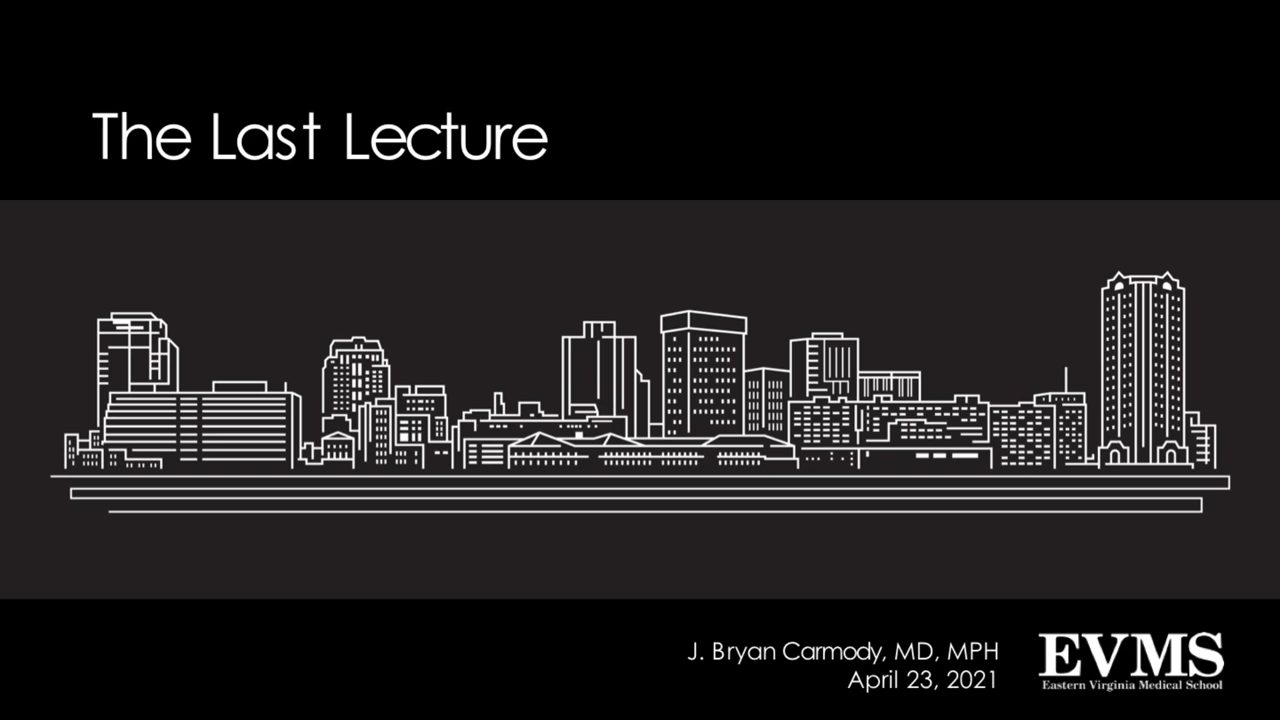 The Last Lecture
J. Bryan Carmody, MD, MPH
April 23, 2021
EVMS
Eastern Virginia Medical School